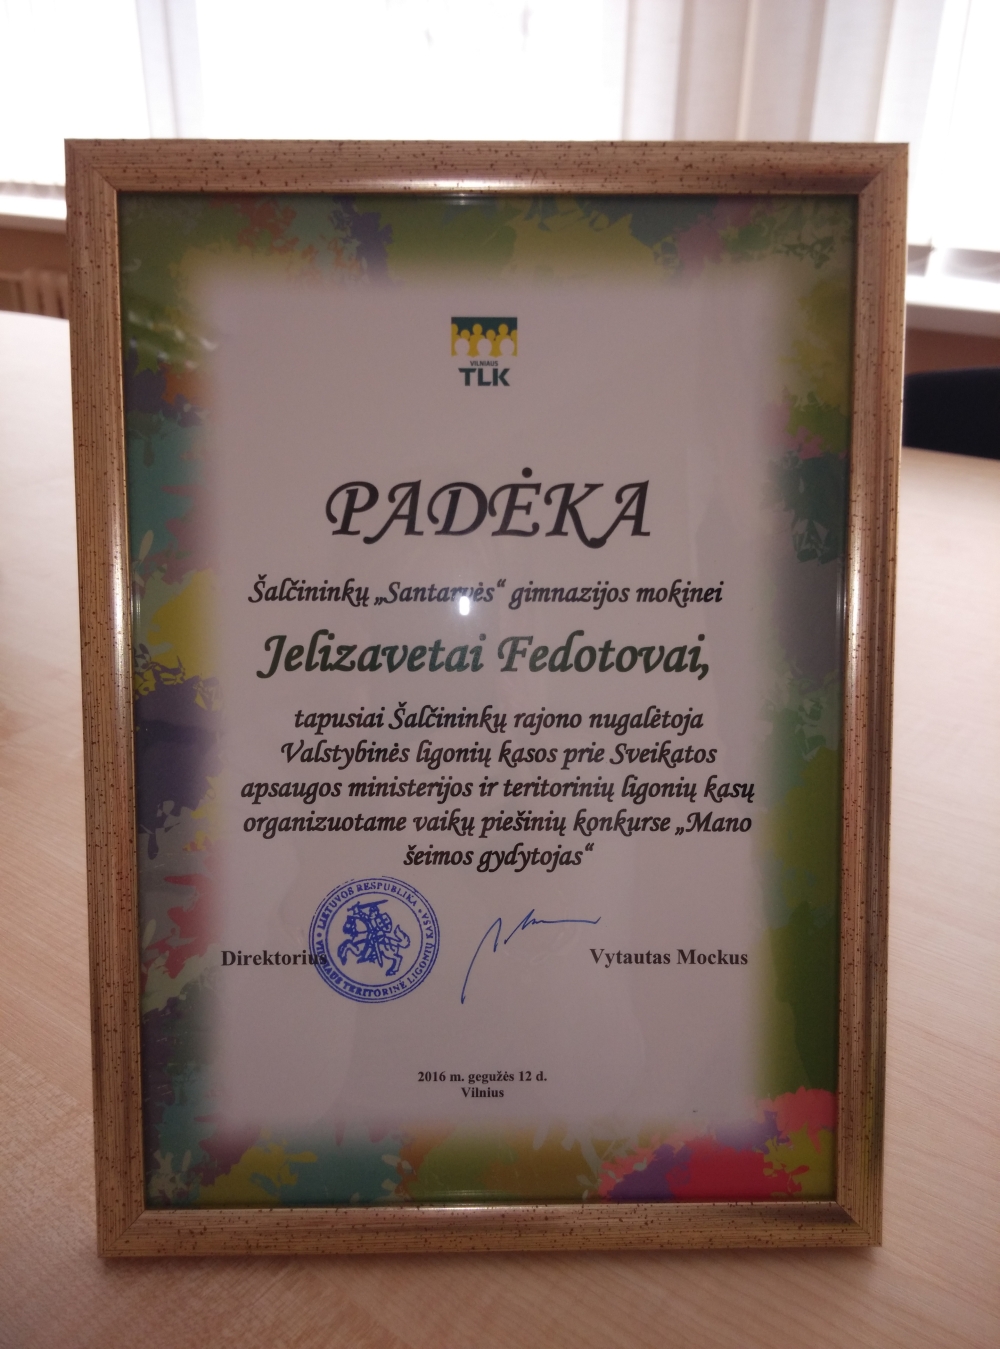 VILNIAUS
TLK
PADĖKA
Šalčininkų „Santarvės“ gimnazijos mokinei
Jelizavetai Fedotovai,
tapusiai Šalčininkų rajono nugalėtoja
Valstybinės ligonių kasos prie Sveikatos
apsaugos ministerijos ir teritorinių ligonių kasų
organizuotame vaikų piešinių konkurse „Mano
šeimos gydytojas“
LIETUVOS RESPUBLIKA
VILNIAUS TERITORINĖ LIGONIŲ KASA
Direktorius
Vytautas Mockus
2016 m. gegužės 12 d.
Vilnius